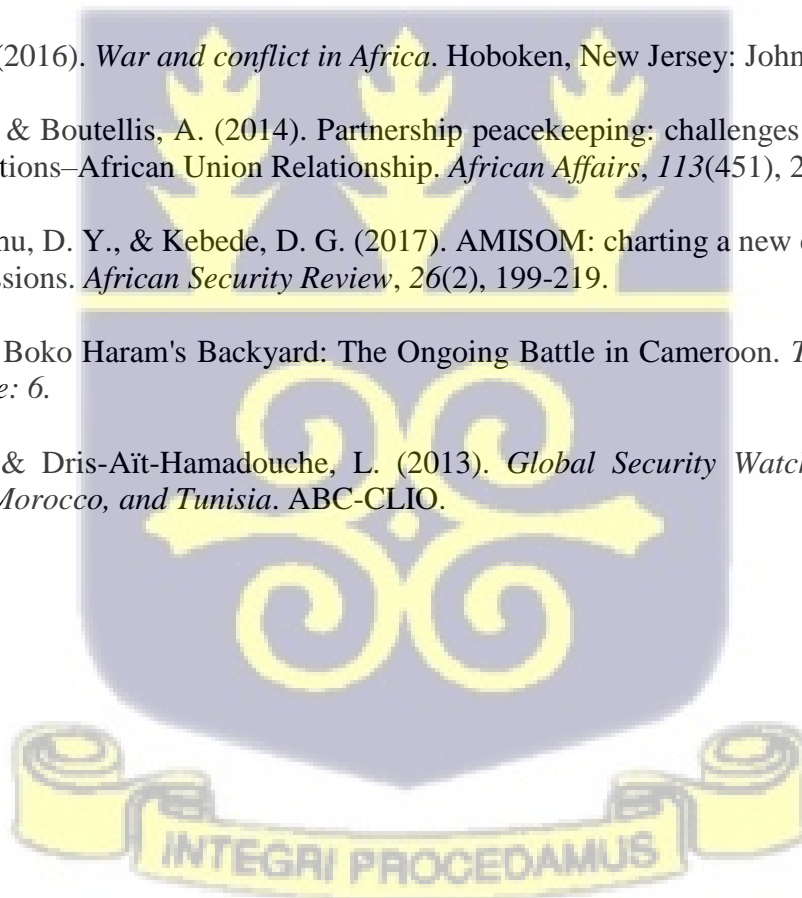 (2016). War and conflict in Africa. Hoboken, New Jersey: John
& Boutellis, A. (2014). Partnership peacekeeping: challenges
tions–African Union Relationship. African Affairs, 113(451), 2
nu, D. Y., & Kebede, D. G. (2017). AMISOM: charting a new
ssions. African Security Review, 26(2), 199-219.
Boko Haram's Backyard: The Ongoing Battle in Cameroon. T
e: 6.
& Dris-Aït-Hamadouche, L. (2013). Global Security Watch
Morocco, and Tunisia. ABC-CLIO.
INTEGRI PROCEDAMUS